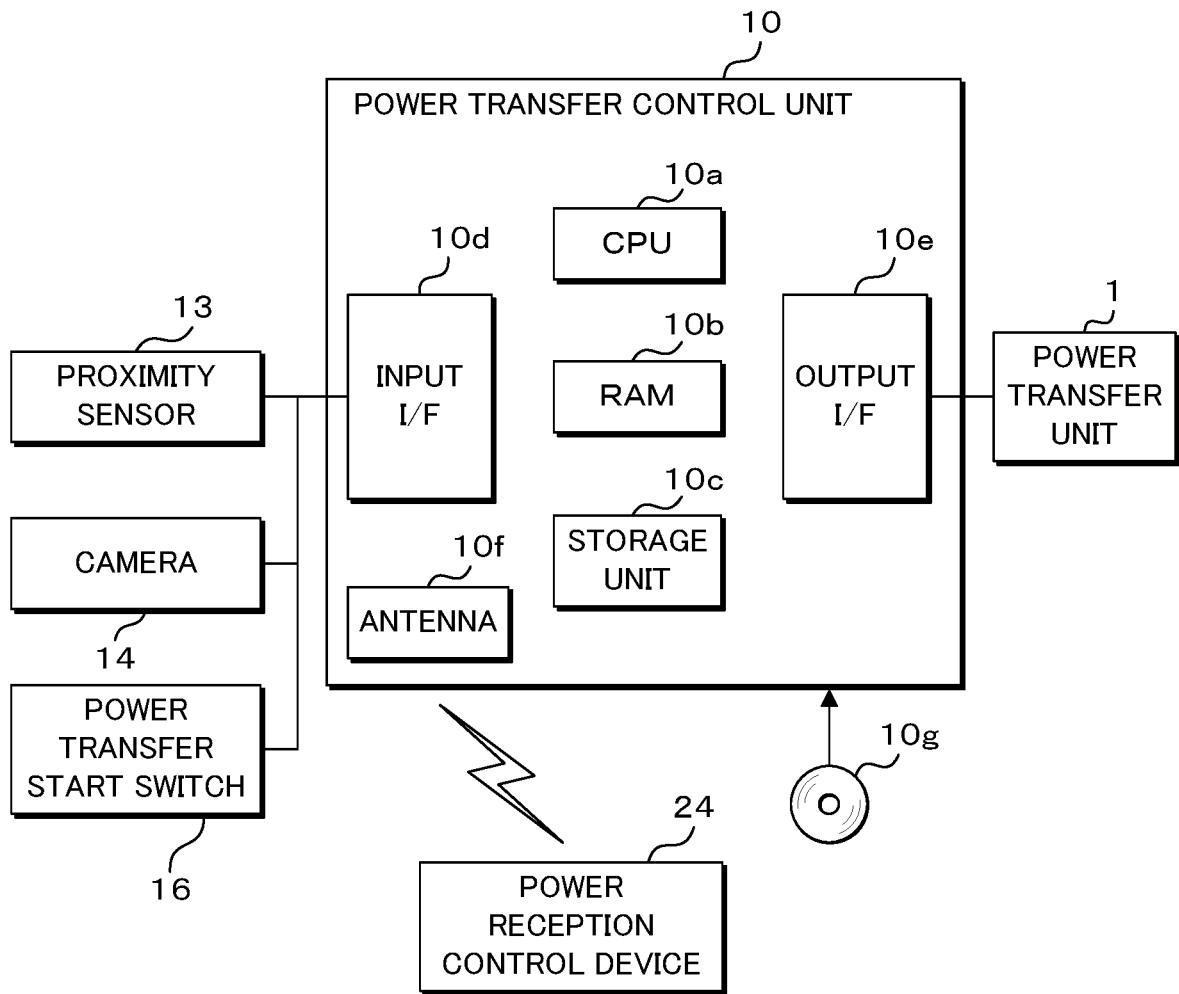 10
POWER TRANSFER CONTROL UNIT
10a
CPU
10d
INPUT
I/F
10e
OUTPUT
I/F
13
PROXIMITY
SENSOR
10b
RAM
1
POWER
TRANSFER
UNIT
10c
STORAGE
UNIT
CAMERA
14
10f
ANTENNA
POWER
TRANSFER
START SWITCH
16
10g
24
POWER
RECEPTION
CONTROL DEVICE